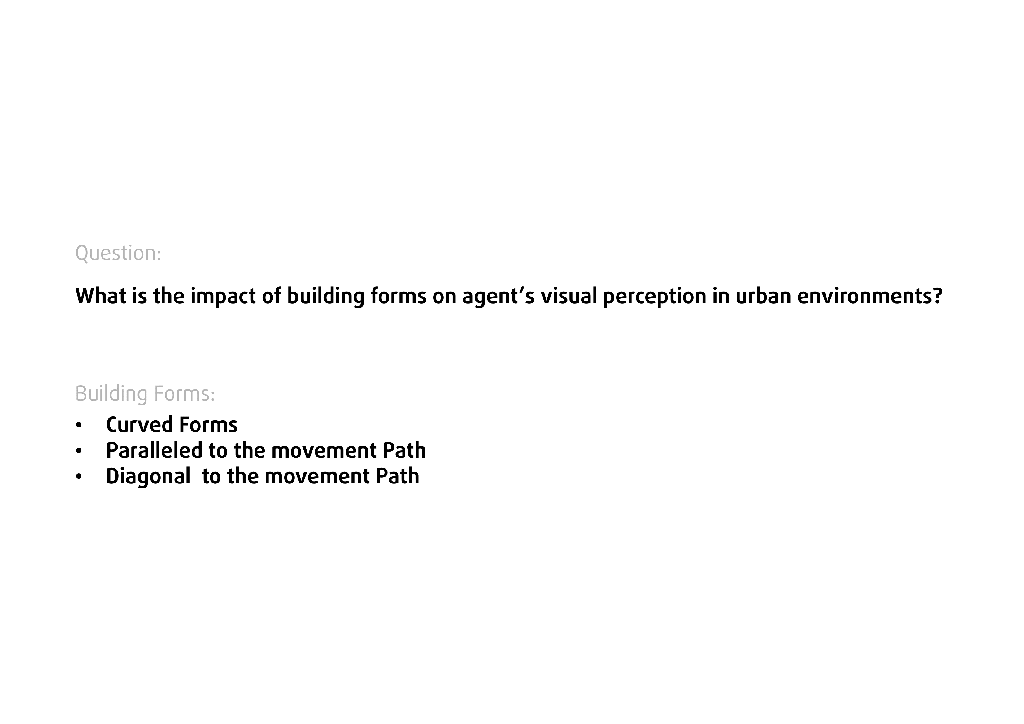 Question:
What is the impact of building forms on agent's visual perception in urban environments?
Building Forms:
• Curved Forms
• Paralleled to the movement Path
• Diagonal  to the movement Path